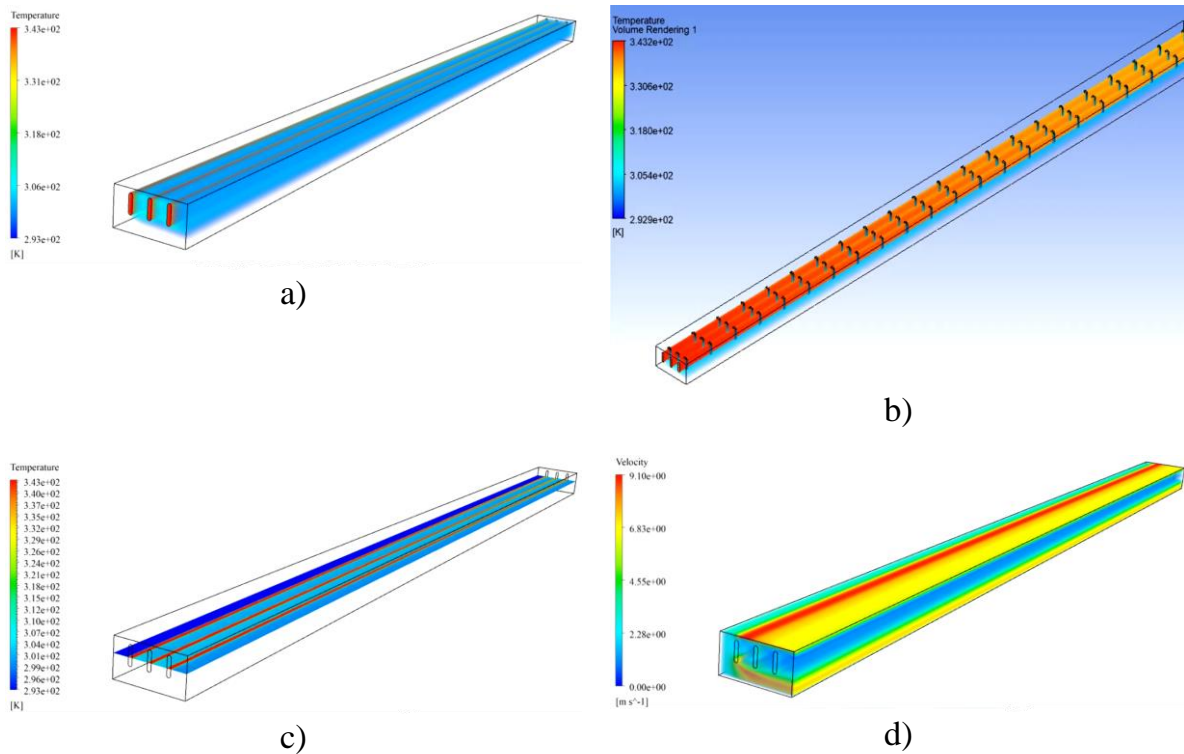 Temperature
3.43e+02
3.31e+02
3.18e+02
3.06e+02
2.93e+02
[K]
a)
Temperature
Volume Rendering 1
3.432e+02
3.306e+02
3.180e+02
3.054e+02
2.929e+02
[K]
b)
Temperature
3.43e+02
3.40e+02
3.37e+02
3.35e+02
3.32e+02
3.29e+02
3.26e+02
3.24e+02
3.21e+02
3.18e+02
3.15e+02
3.12e+02
3.10e+02
3.07e+02
3.04e+02
3.01e+02
2.99e+02
2.96e+02
2.93e+02
[K]
c)
Velocity
9.10e+00
6.83e+00
4.55e+00
2.28e+00
0.00e+00
[m s^-1]
d)